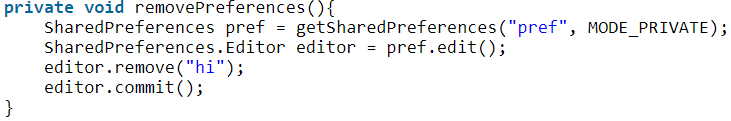 private void removePreferences(){
    SharedPreferences pref = getSharedPreferences("pref", MODE_PRIVATE);
    SharedPreferences.Editor editor = pref.edit();
    editor.remove("hi");
    editor.commit();
}